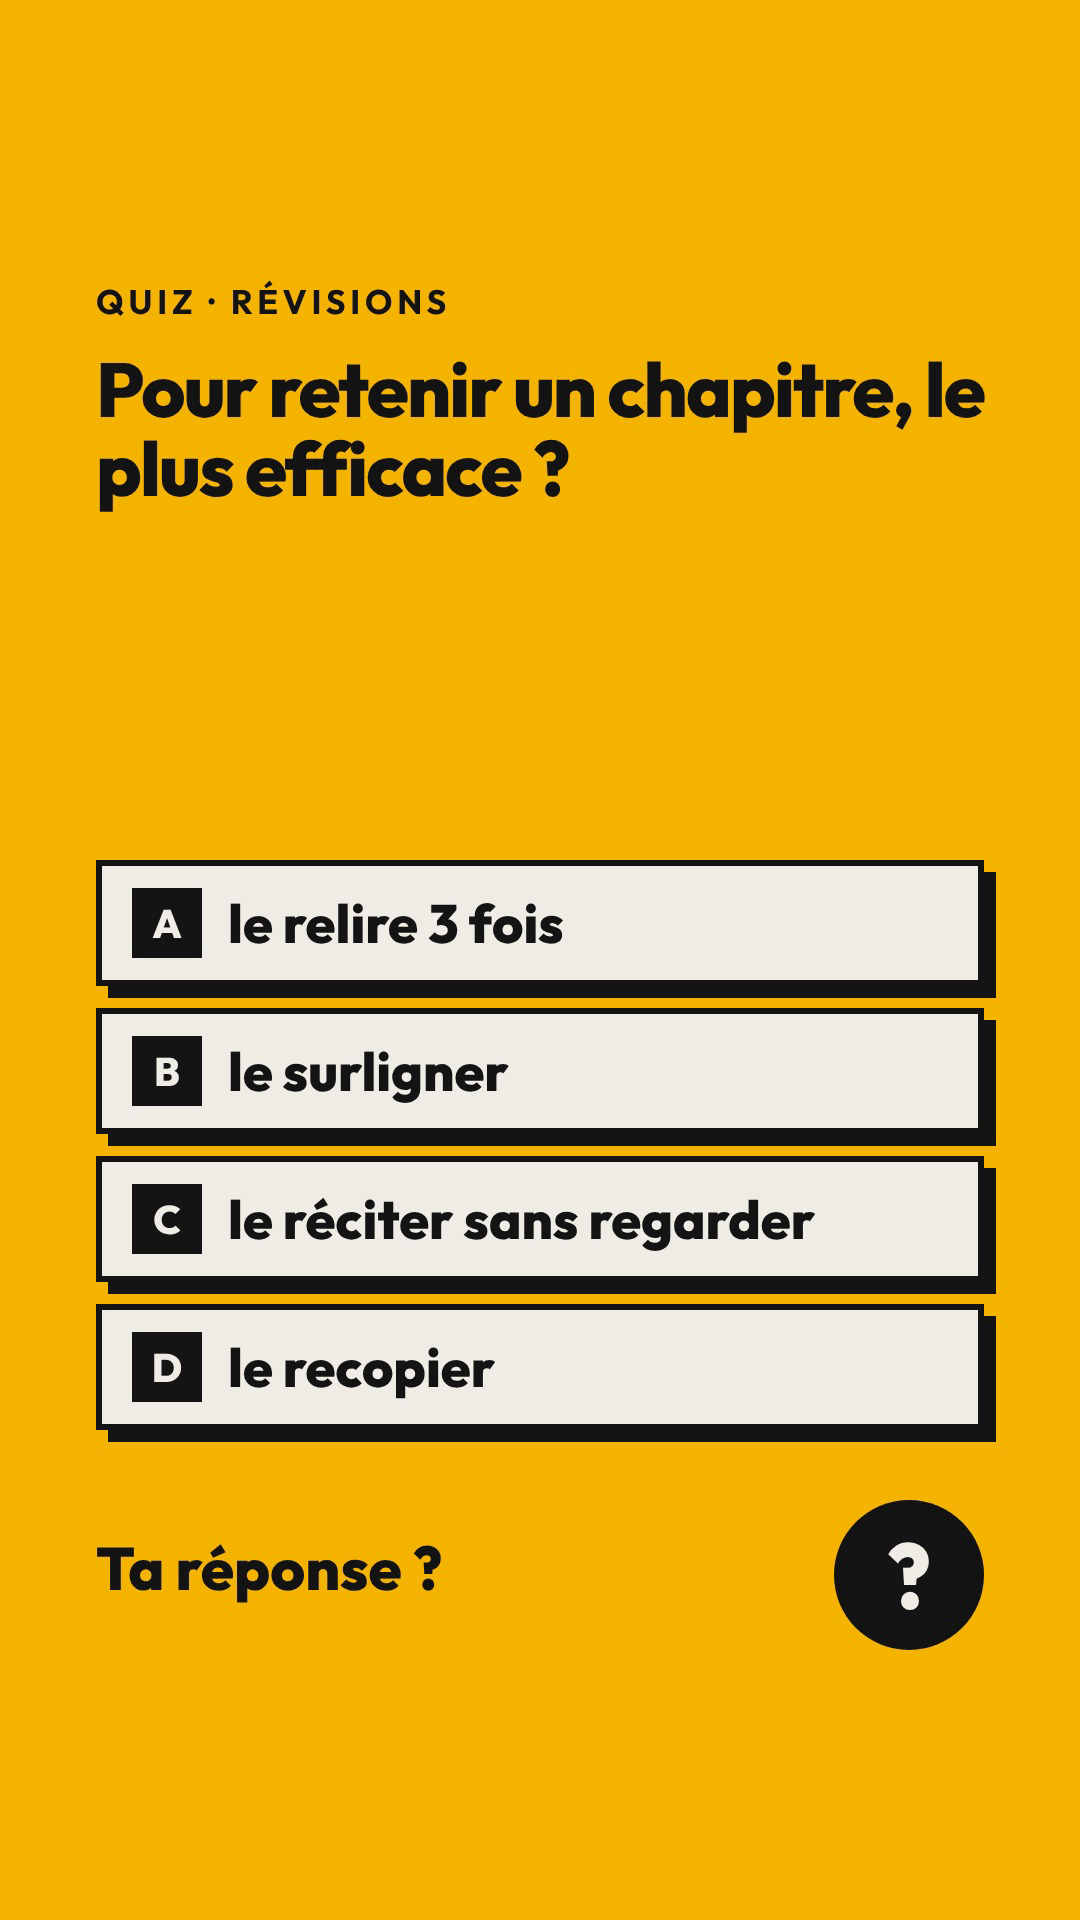 QUIZ · RÉVISIONS
Pour retenir un chapitre, le
plus efficace ?
A le relire 3 fois
B le surligner
C le réciter sans regarder
D le recopier
Ta réponse ?
?